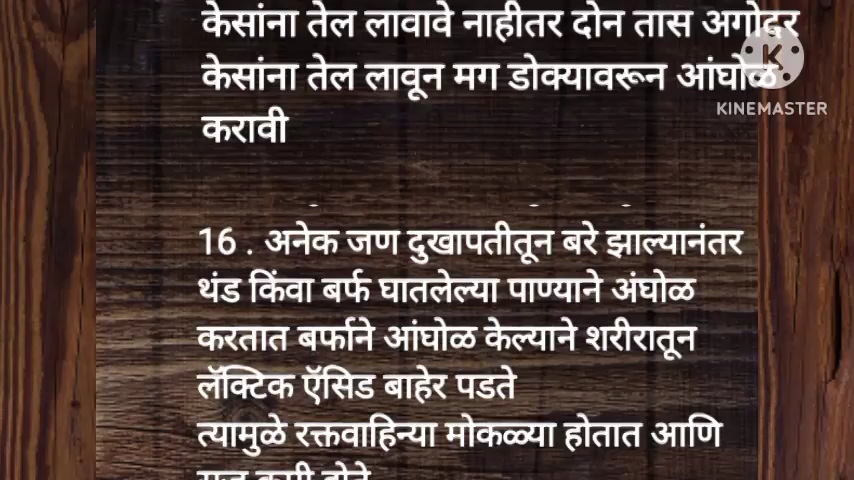 केसांना तेल लावावे नाहीतर दोन तास अगोदर
केसांना तेल लावून मग डोक्यावरून आंघोळ
करावी
KINEMASTER
16 . अनेक जण दुखापतीतून बरे झाल्यानंतर
थंड किंवा बर्फ घातलेल्या पाण्याने अंघोळ
करतात बर्फाने आंघोळ केल्याने शरीरातून
लॅक्टिक ऍसिड बाहेर पडते
त्यामुळे रक्तवाहिन्या मोकळ्या होतात आणि